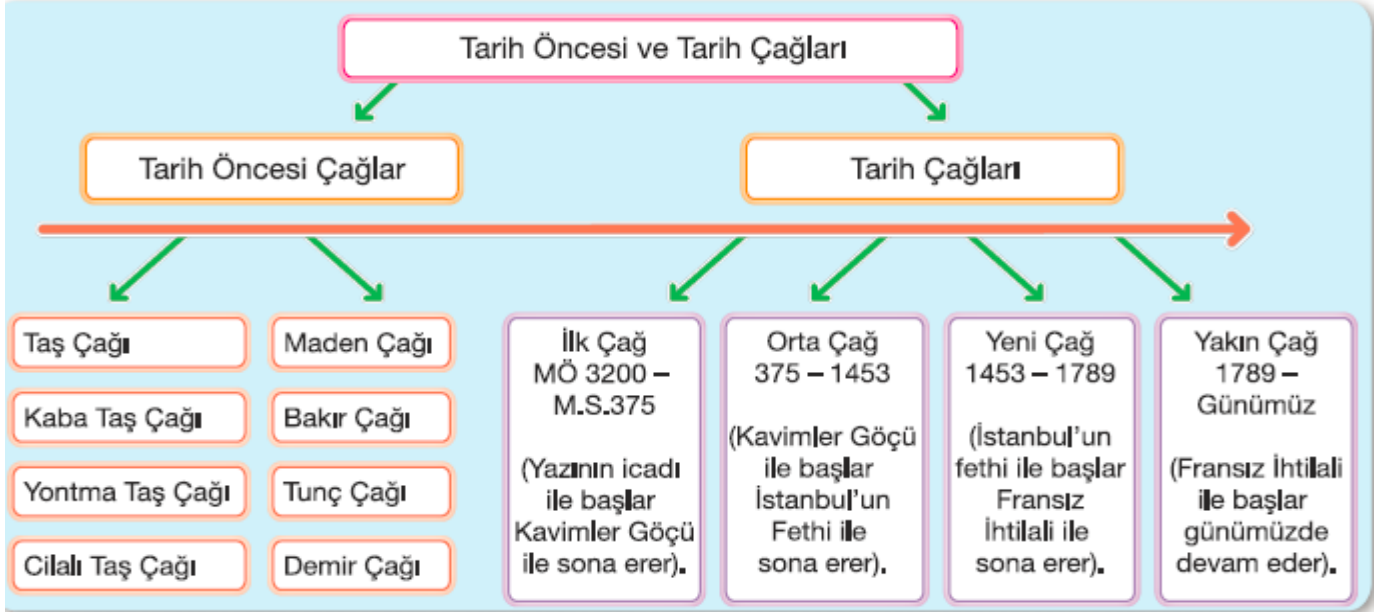 Tarih Öncesi ve Tarih Çağları
Tarih Öncesi Çağlar
Tarih Çağları
Taş Çağı
Kaba Taş Çağı
Yontma Taş Çağı
Cilalı Taş Çağı
Maden Çağı
Bakır Çağı
Tunç Çağı
Demir Çağı
İlk Çağ
MÖ 3200 –
M.S.375
(Yazının icadı
ile başlar
Kavimler Göçü
ile sona erer).
Orta Çağ
375 – 1453
(Kavimler Göçü
ile başlar
İstanbul'un
Fethi ile
sona erer).
Yeni Çağ
1453 – 1789
(İstanbul'un
fethi ile başlar
Fransız
İhtilali ile
sona erer).
Yakın Çağ
1789 –
Günümüz
(Fransız İhtilali
ile başlar
günümüzde
devam eder).